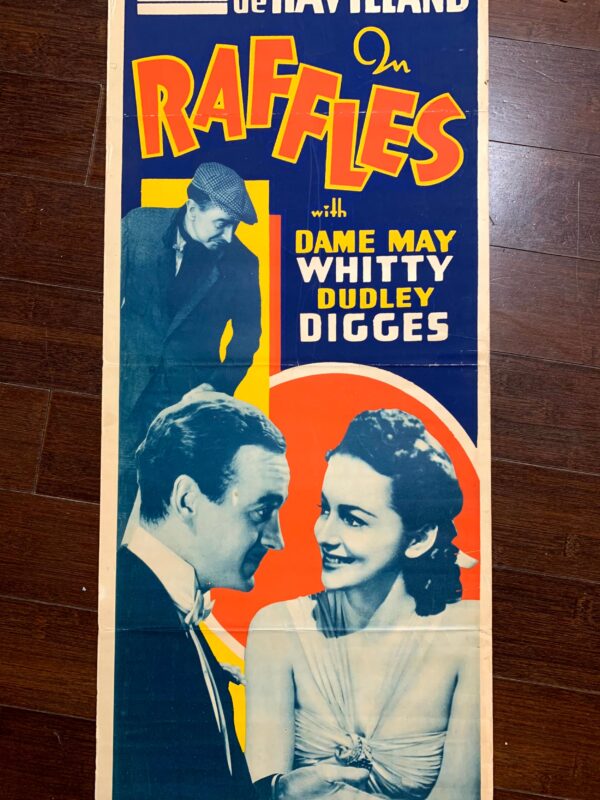 de HAVILLAND
In
RAFFLES
with
DAME MAY
WHITTY
DUDLEY
DIGGES